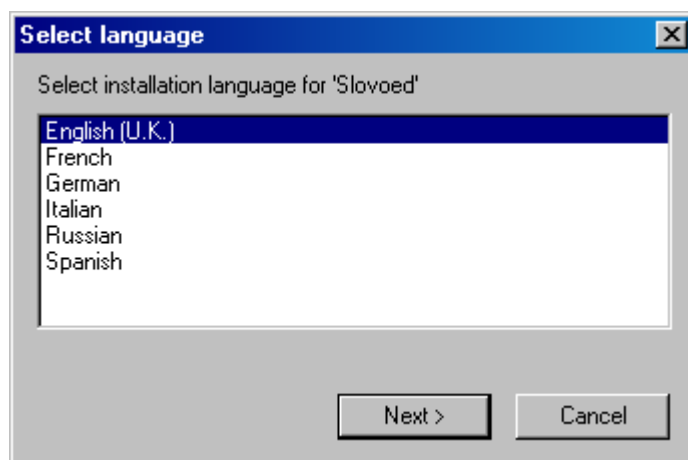 Select language
Select installation language for 'Slovoed'
English (U.K.)
French
German
Italian
Russian
Spanish
Next >
Cancel